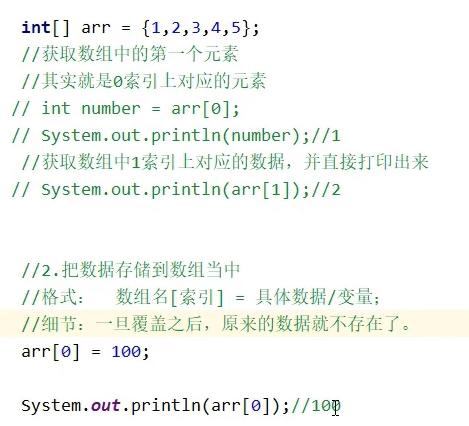 int[] arr = {1,2,3,4,5};
//获取数组中的第一个元素
//其实就是0索引上对应的元素
// int number = arr[0];
// System.out.println(number);//1
//获取数组中1索引上对应的数据，并直接打印出来
// System.out.println(arr[1]);//2
//2.把数据存储到数组当中
//格式： 数组名[索引] = 具体数据/变量;
//细节：一旦覆盖之后，原来的数据就不存在了。
arr[0] = 100;
System.out.println(arr[0]);//100